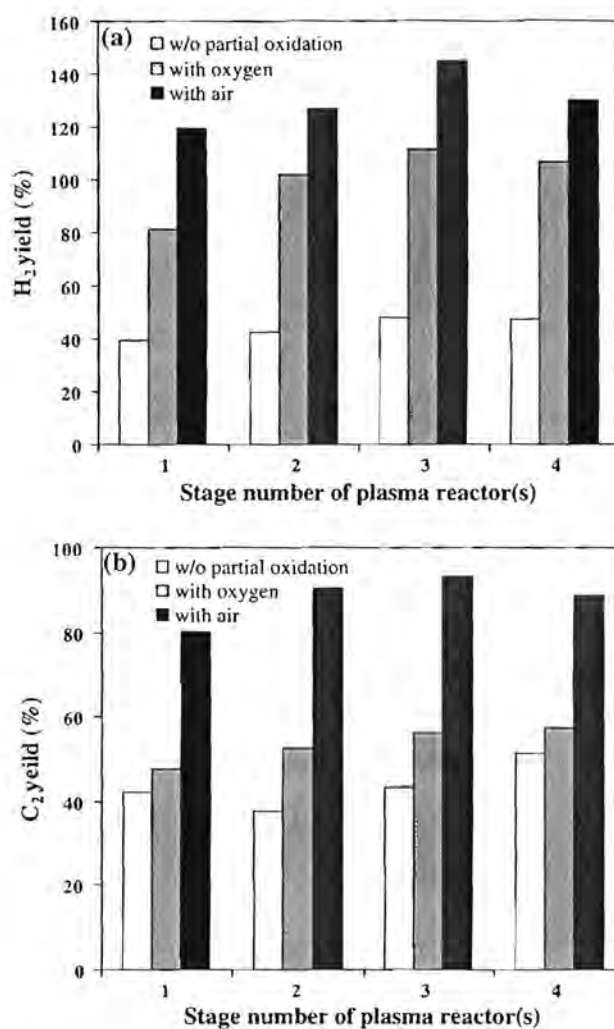 160
(a)
w/o partial oxidation
140
with oxygen
with air
120
100
80
60
40
20
0
H₂ yield (%)
1 2 3 4
Stage number of plasma reactor(s)
100
(b)
w/o partial oxidation
with oxygen
with air
80
60
40
20
0
C₂ yeild (%)
1 2 3 4
Stage number of plasma reactor(s)